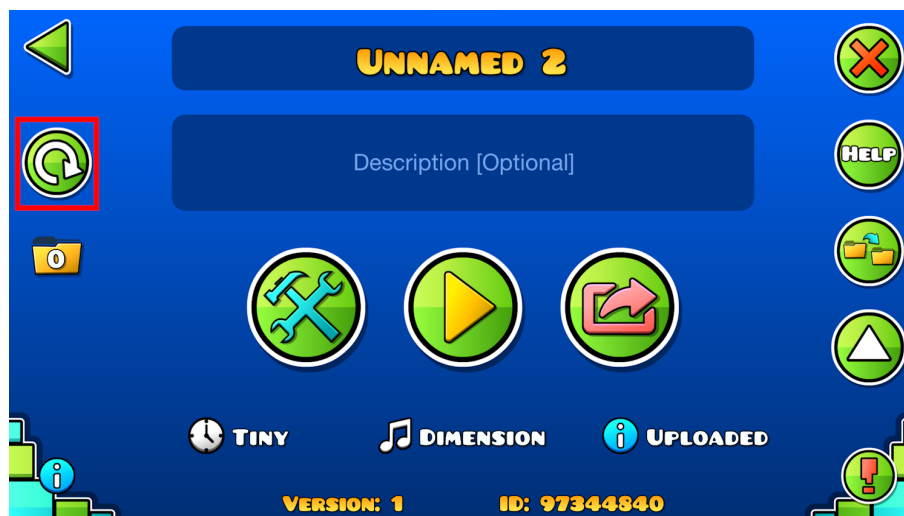 UNNAMED 2
Description [Optional]
HELP
0
TINY
DIMENSION
UPLOADED
VERSION: 1
ID: 97344840